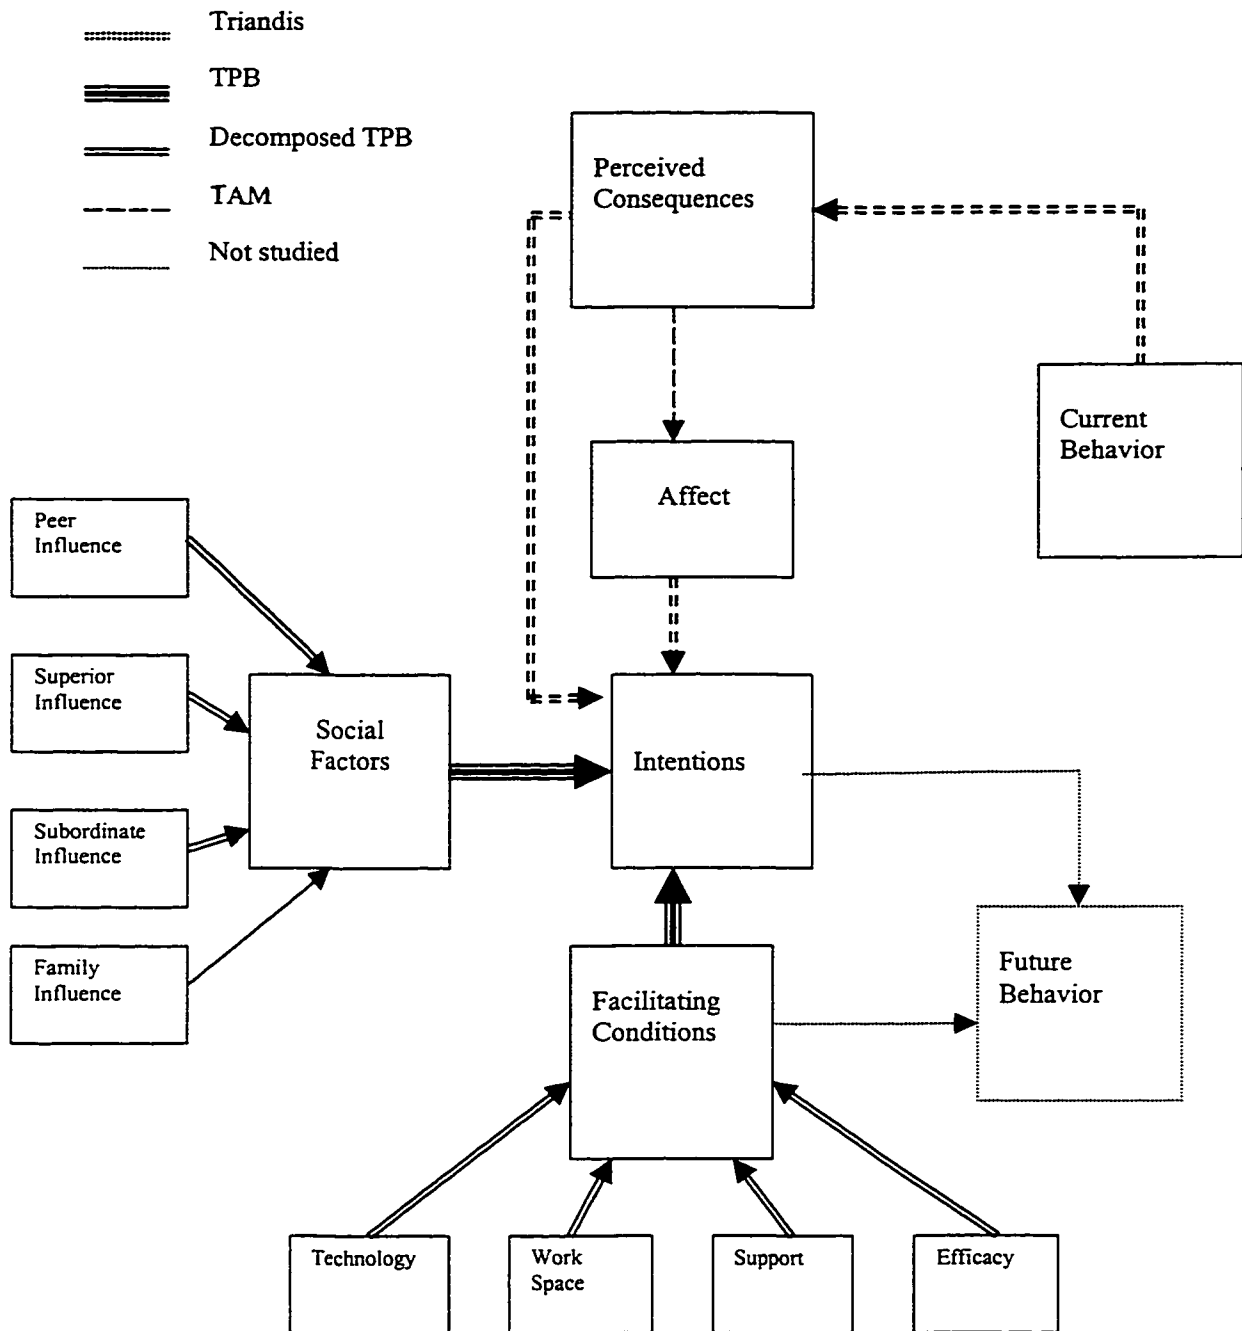 Triandis
TPB
Decomposed TPB
TAM
Not studied
Perceived
Consequences
Current
Behavior
Affect
Peer
Influence
Superior
Influence
Social
Factors
Intentions
Subordinate
Influence
Family
Influence
Facilitating
Conditions
Future
Behavior
Technology
Work
Space
Support
Efficacy